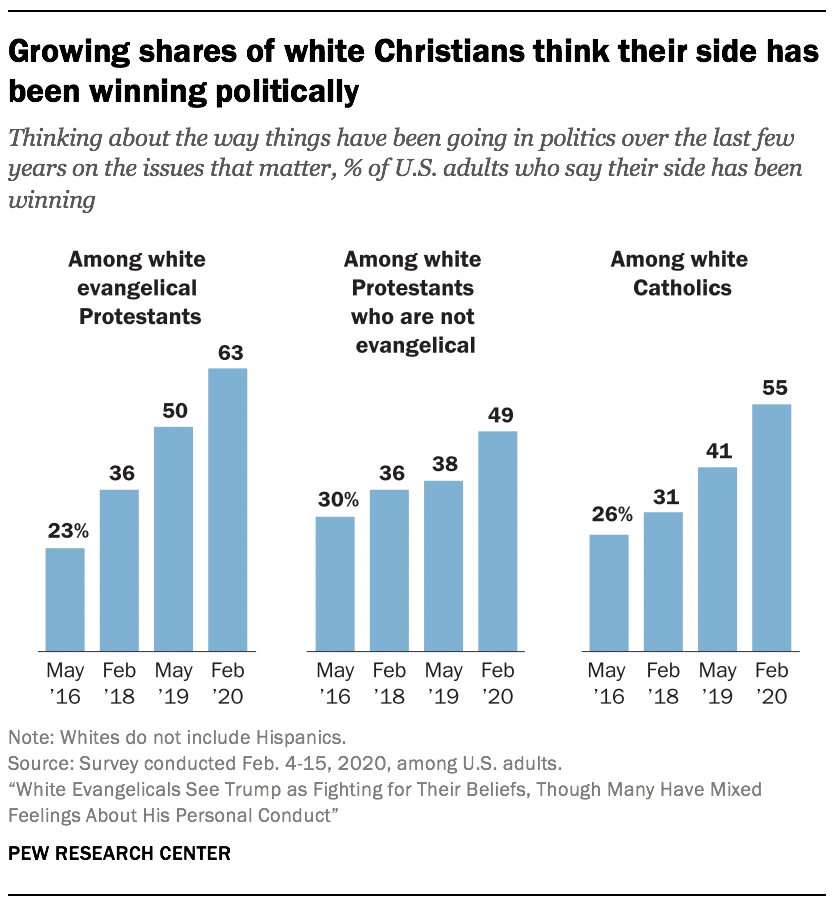 Growing shares of white Christians think their side has
been winning politically
Thinking about the way things have been going in politics over the last few
years on the issues that matter, % of U.S. adults who say their side has been
winning
Among white
evangelical
Protestants
23%
36
50
63
May
’16
Feb
’18
May
’19
Feb
’20
Among white
Protestants
who are not
evangelical
30%
36
38
49
May
’16
Feb
’18
May
’19
Feb
’20
Among white
Catholics
26%
31
41
55
May
’16
Feb
’18
May
’19
Feb
’20
Note: Whites do not include Hispanics.
Source: Survey conducted Feb. 4-15, 2020, among U.S. adults.
“White Evangelicals See Trump as Fighting for Their Beliefs, Though Many Have Mixed
Feelings About His Personal Conduct”
PEW RESEARCH CENTER